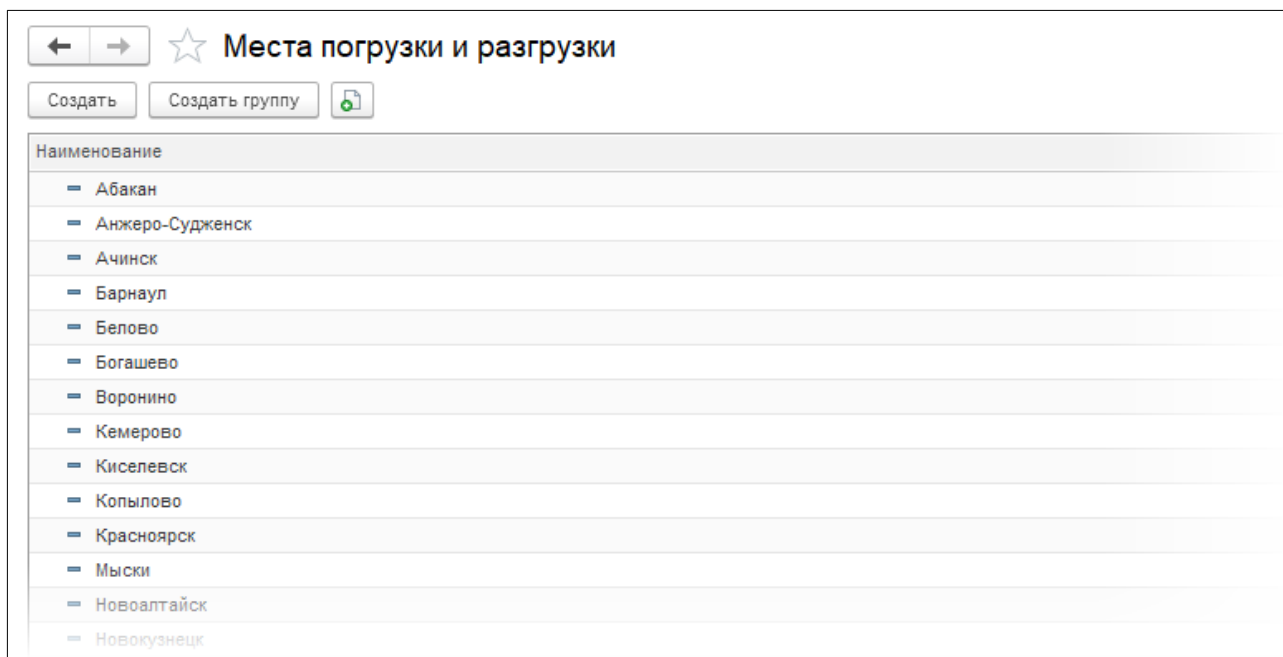 Места погрузки и разгрузки
Создать Создать группу
Наименование
Абакан
Анжеро-Судженск
Ачинск
Барнаул
Белово
Богашево
Воронино
Кемерово
Киселевск
Копылово
Красноярск
Мыски
Новоалтайск
Новокузнецк